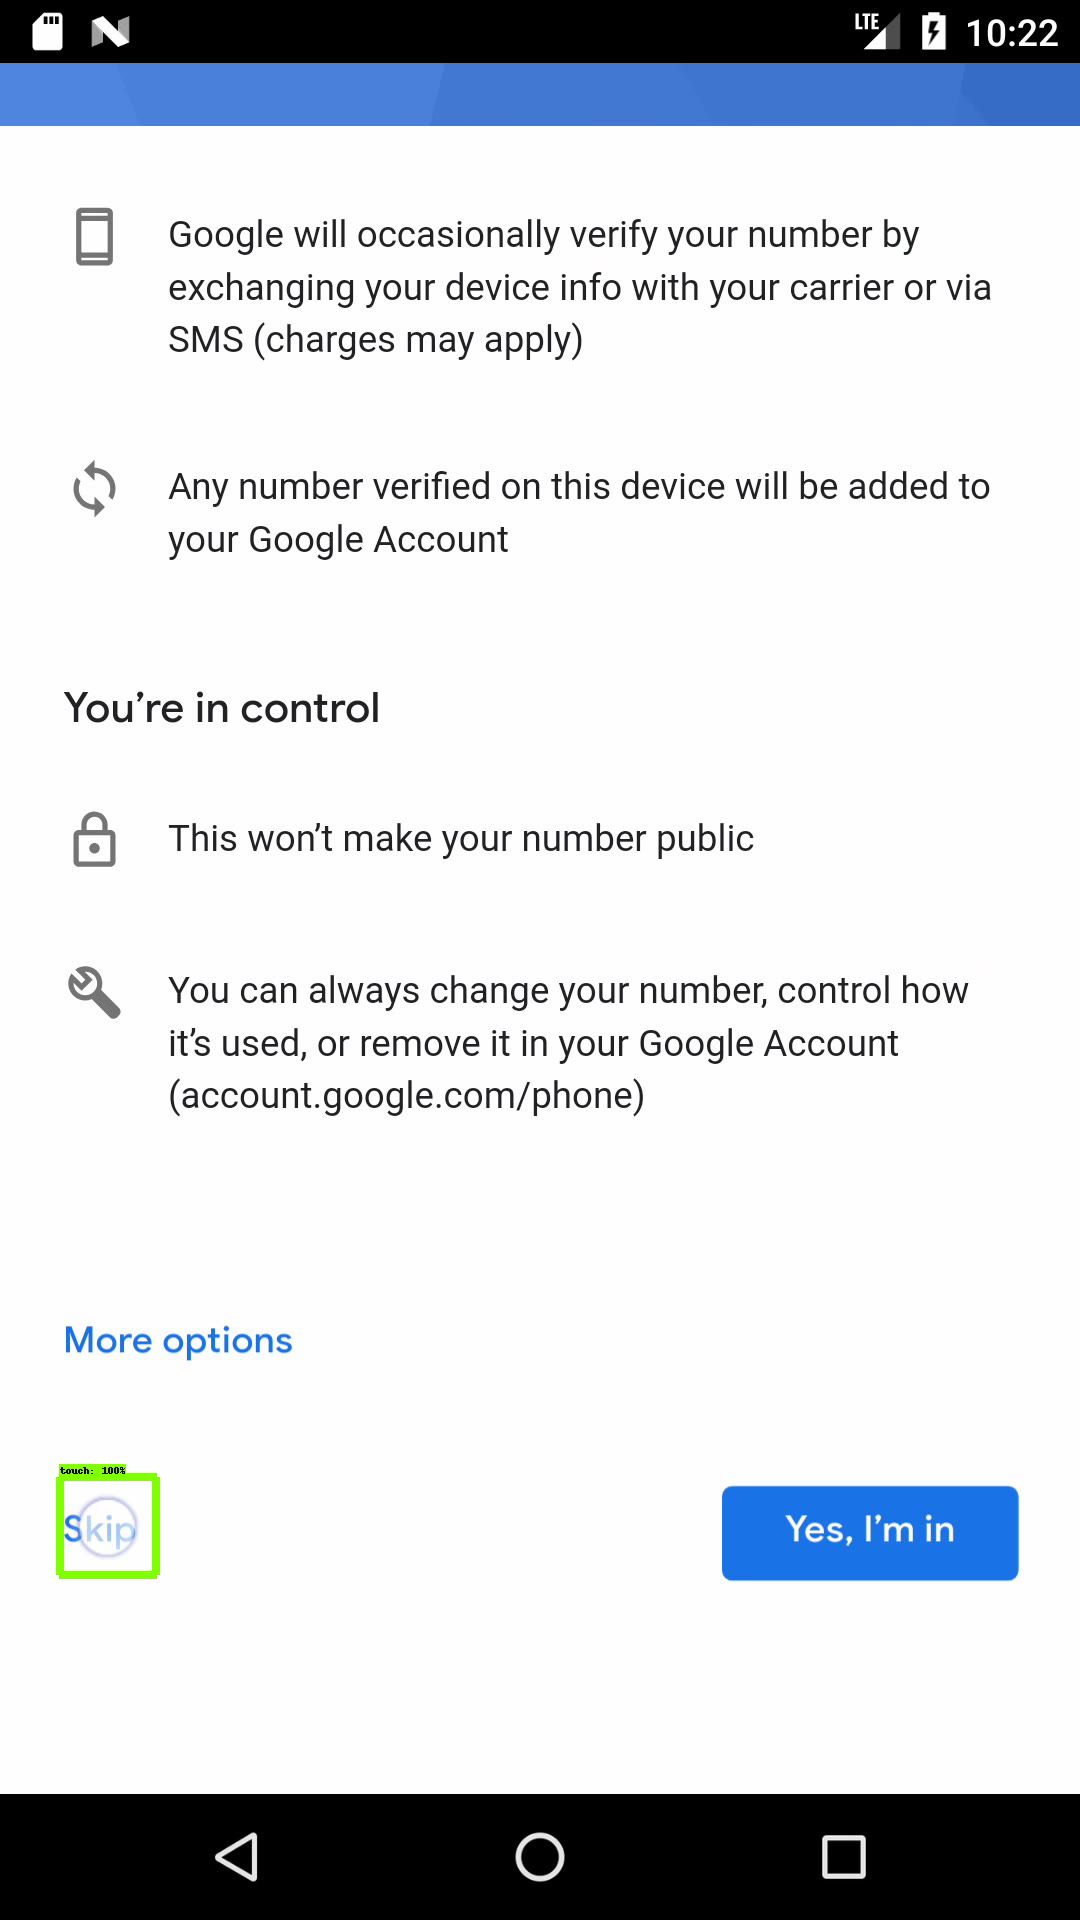 LTE 10:22
Google will occasionally verify your number by
exchanging your device info with your carrier or via
SMS (charges may apply)
Any number verified on this device will be added to
your Google Account
You’re in control
This won’t make your number public
You can always change your number, control how
it’s used, or remove it in your Google Account
(account.google.com/phone)
More options
touch: 100%
Skip
Yes, I’m in